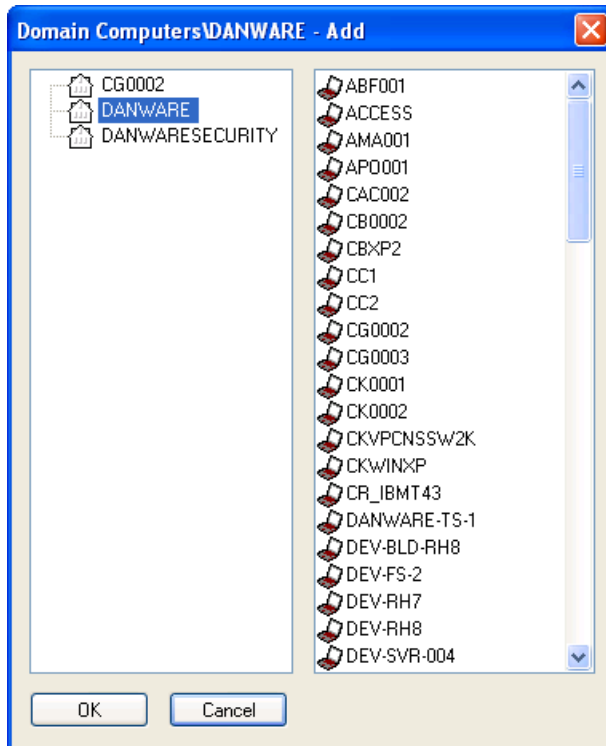 Domain Computers\DANWARE - Add
CG0002
DANWARE
DANWARESECURITY
ABF001
ACCESS
AMA001
APO001
CAC002
CB0002
CBXP2
CC1
CC2
CG0002
CG0003
CK0001
CK0002
CKVPCNSSW2K
CKWINXP
CR_IBMT43
DANWARE-TS-1
DEV-BLD-RH8
DEV-FS-2
DEV-RH7
DEV-RH8
DEV-SVR-004
OK
Cancel